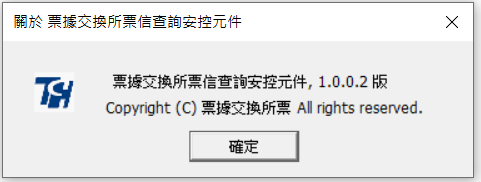 關於 票據交換所票信查詢安控元件
票據交換所票信查詢安控元件, 1.0.0.2 版
Copyright (C) 票據交換所票 All rights reserved.
確定